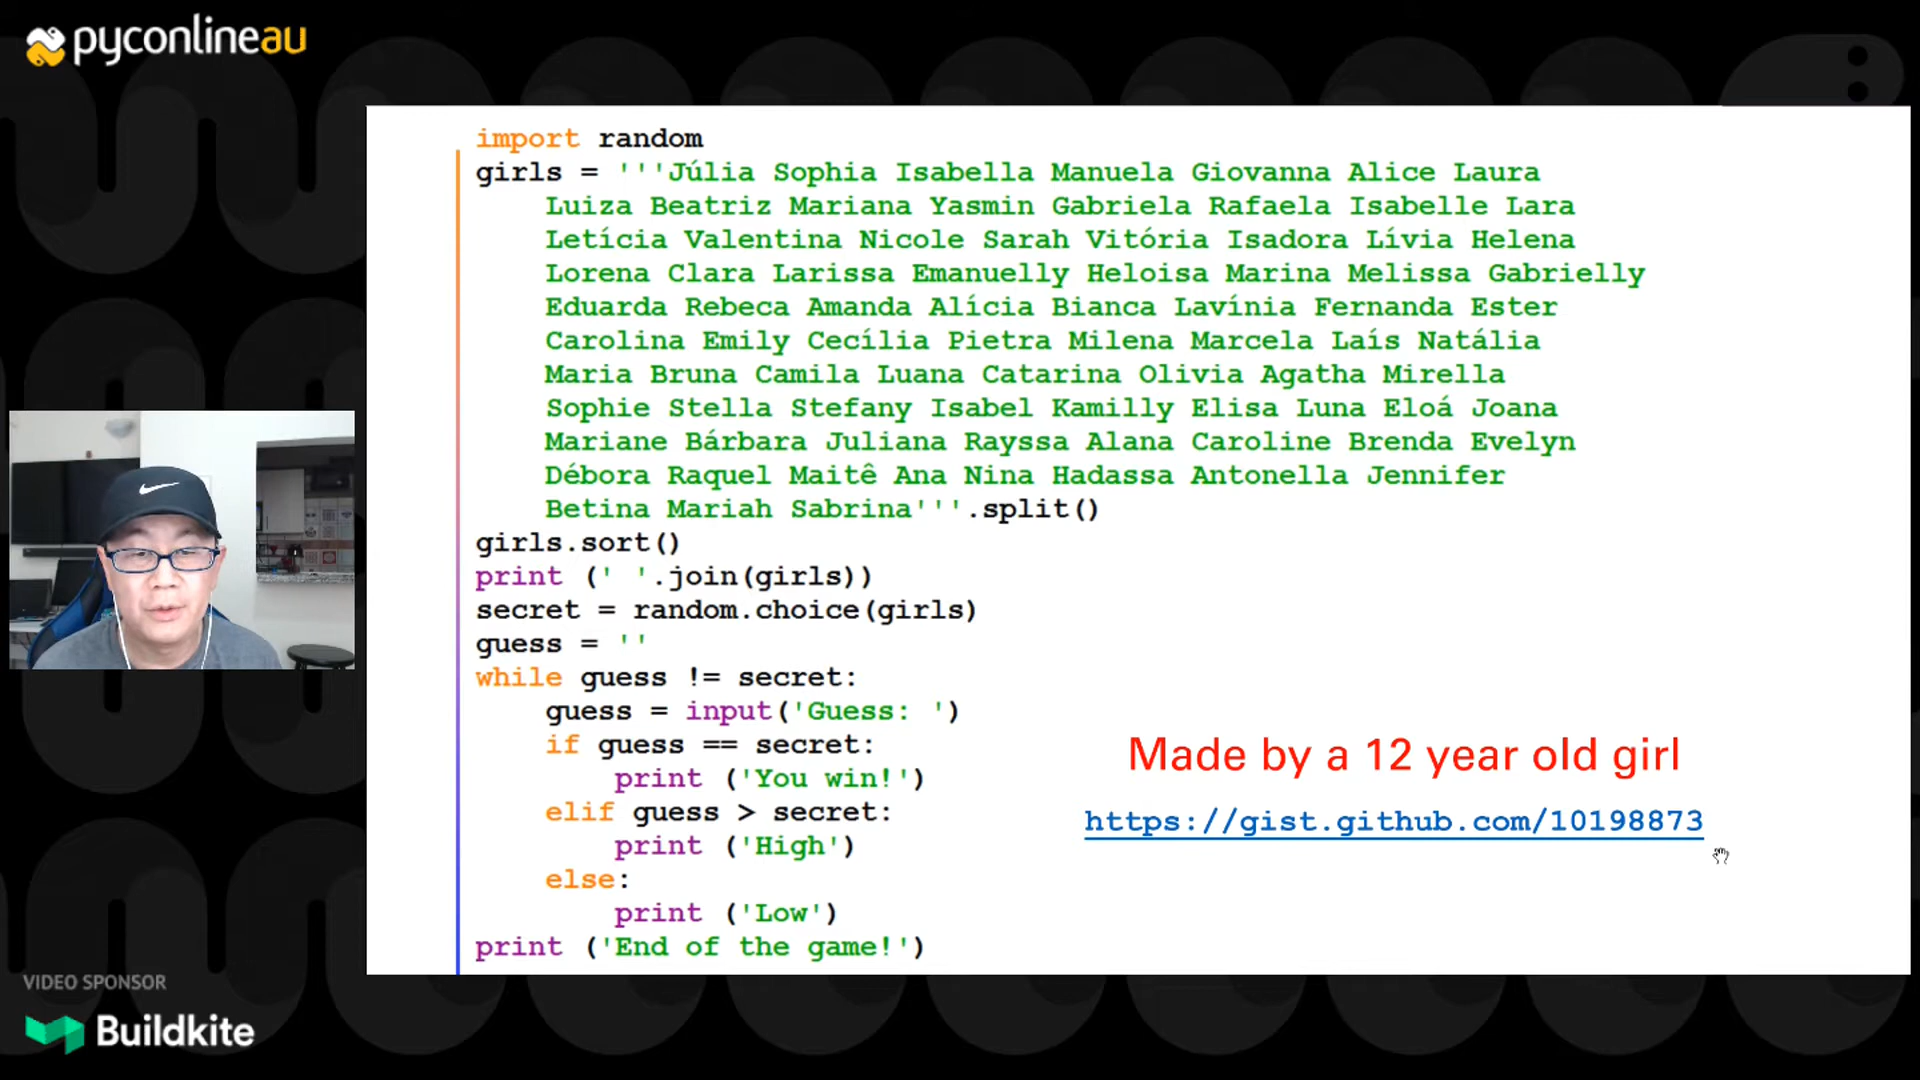 pyconlineau
import random
girls = '''Júlia Sophia Isabella Manuela Giovanna Alice Laura
Luiza Beatriz Mariana Yasmin Gabriela Rafaela Isabelle Lara
Letícia Valentina Nicole Sarah Vitória Isadora Lívia Helena
Lorena Clara Larissa Emanuelly Heloisa Marina Melissa Gabrielly
Eduarda Rebeca Amanda Alícia Bianca Lavínia Fernanda Ester
Carolina Emily Cecília Pietra Milena Marcela Laís Natália
Maria Bruna Camila Luana Catarina Olivia Agatha Mirella
Sophie Stella Stefany Isabel Kamilly Elisa Luna Eloá Joana
Mariane Bárbara Juliana Rayssa Alana Caroline Brenda Evelyn
Débora Raquel Maitê Ana Nina Hadassa Antonella Jennifer
Betina Mariah Sabrina'''.split()
girls.sort()
print (' '.join(girls))
secret = random.choice(girls)
guess = ''
while guess != secret:
guess = input('Guess: ')
if guess == secret:
print ('You win!')
elif guess > secret:
print ('High')
else:
print ('Low')
print ('End of the game!')
Made by a 12 year old girl
https://gist.github.com/10198873
VIDEO SPONSOR
Buildkite